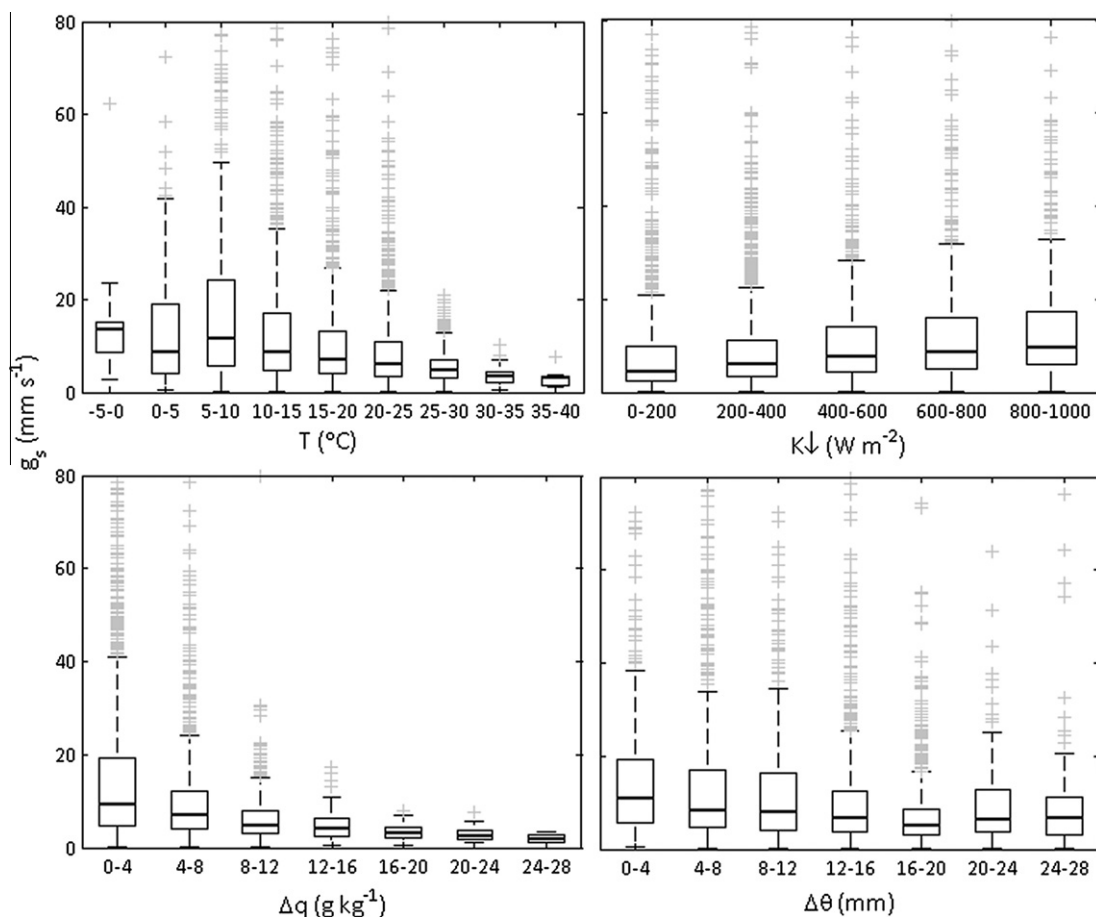 80
60
40
20
0
-5-0 0-5 5-10 10-15 15-20 20-25 25-30 30-35 35-40
T (°C)
0-200 200-400 400-600 600-800 800-1000
K↓ (W m⁻²)
gₛ (mm s⁻¹)
80
60
40
20
0
0-4 4-8 8-12 12-16 16-20 20-24 24-28
Δq (g kg⁻¹)
0-4 4-8 8-12 12-16 16-20 20-24 24-28
Δθ (mm)